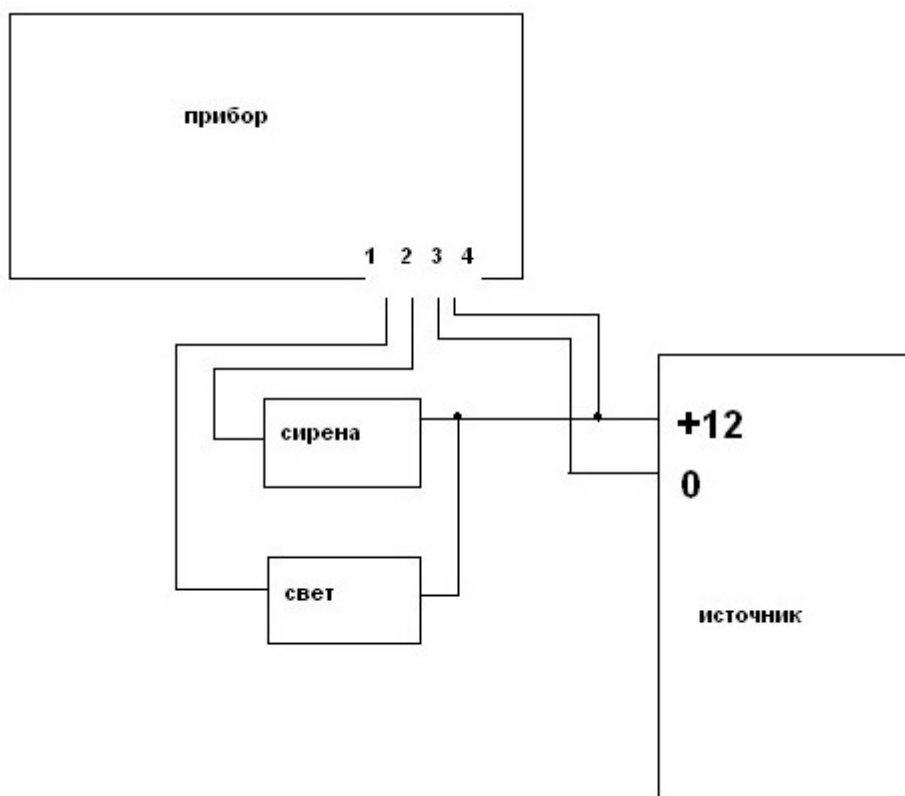 прибор
1 2 3 4
сирена
+12
0
свет
источник